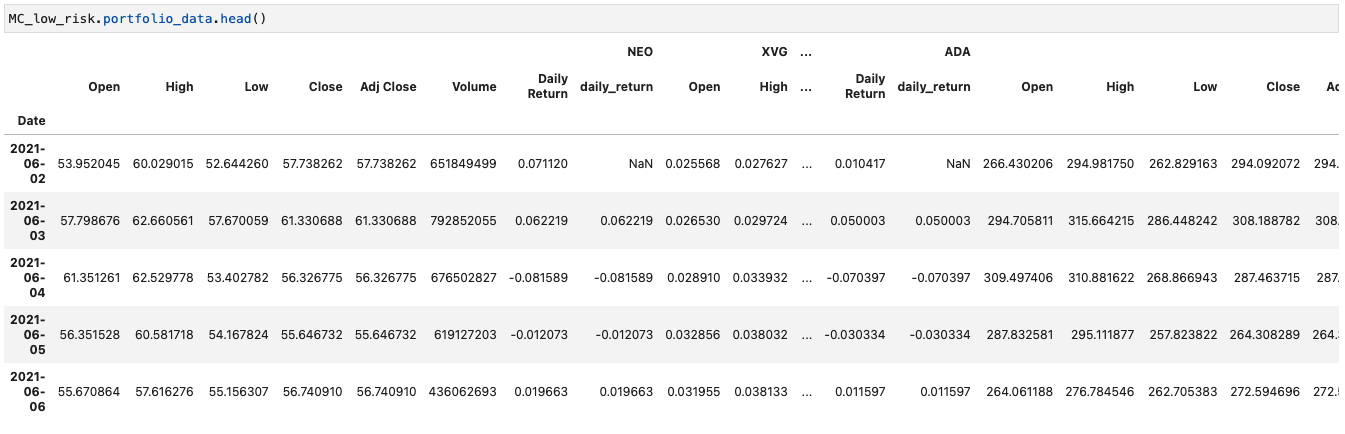 MC_low_risk.portfolio_data.head()
NEO XVG ... ADA
Open High Low Close Adj Close Volume Daily Return daily_return Open High ... Daily Return daily_return Open High Low Close Ac
Date
2021-06-02 53.952045 60.029015 52.644260 57.738262 57.738262 651849499 0.071120 NaN 0.025568 0.027627 ... 0.010417 NaN 266.430206 294.981750 262.829163 294.092072 294.
2021-06-03 57.798676 62.660561 57.670059 61.330688 61.330688 792852055 0.062219 0.062219 0.026530 0.029724 ... 0.050003 0.050003 294.705811 315.664215 286.448242 308.188782 308.
2021-06-04 61.351261 62.529778 53.402782 56.326775 56.326775 676502827 -0.081589 -0.081589 0.028910 0.033932 ... -0.070397 -0.070397 309.497406 310.881622 268.866943 287.463715 287.
2021-06-05 56.351528 60.581718 54.167824 55.646732 55.646732 619127203 -0.012073 -0.012073 0.032856 0.038032 ... -0.030334 -0.030334 287.832581 295.111877 257.823822 264.308289 264.
2021-06-06 55.670864 57.616276 55.156307 56.740910 56.740910 436062693 0.019663 0.019663 0.031955 0.038133 ... 0.011597 0.011597 264.061188 276.784546 262.705383 272.594696 272.